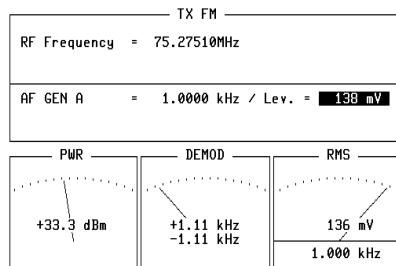 TX FM
RF Frequency = 75.27510MHz
AF GEN A = 1.0000 kHz / Lev. = 138 mV
PWR
+33.3 dBm
DEMOD
+1.11 kHz
-1.11 kHz
RMS
136 mV
1.000 kHz